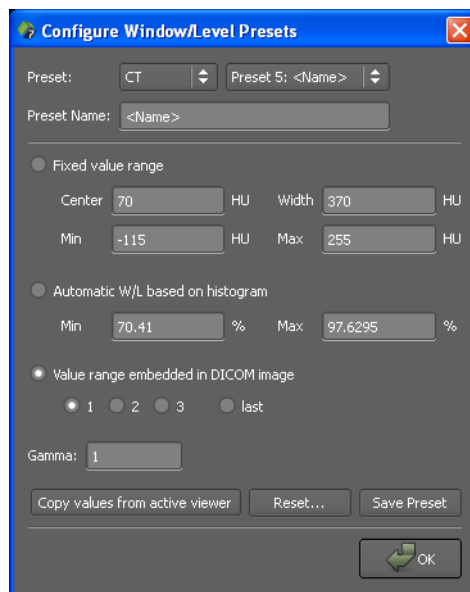 Configure Window/Level Presets
Preset: CT Preset 5: <Name>
Preset Name: <Name>
Fixed value range
Center 70 HU Width 370 HU
Min -115 HU Max 255 HU
Automatic W/L based on histogram
Min 70.41 % Max 97.6295 %
Value range embedded in DICOM image
1 2 3 last
Gamma: 1
Copy values from active viewer Reset... Save Preset
OK